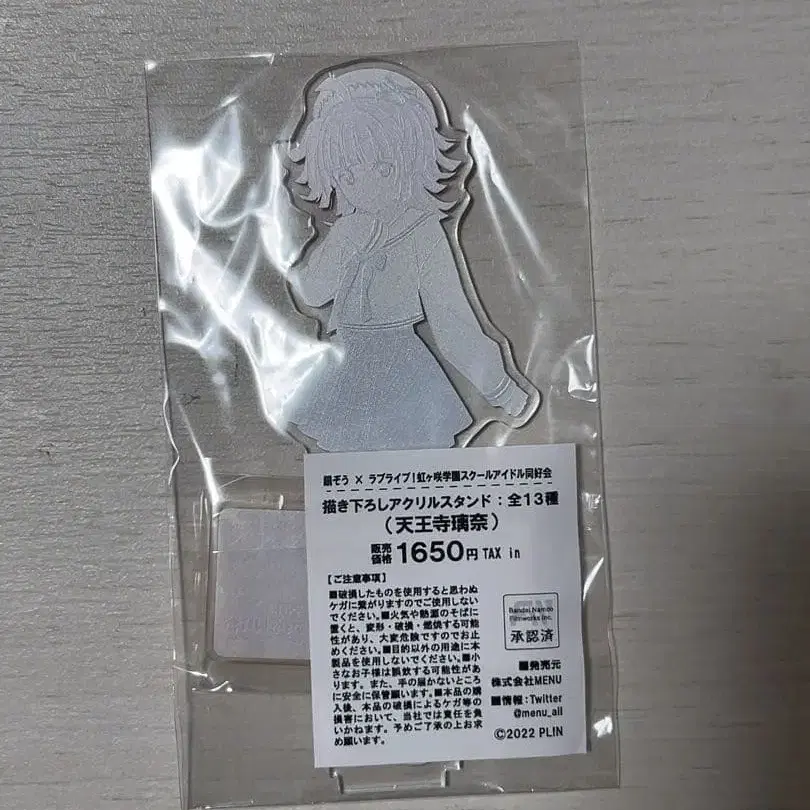 顔ぞう × ラブライブ！虹ヶ咲学園スクールアイドル同好会
描き下ろしアクリルスタンド：全13種
（天王寺璃奈）
販売価格 1650円 TAX in
【ご注意事項】
■破損したものを使用すると思わぬ
ケガに繋がりますのでご使用しない
でください。■火気や熱源のそばに
置くと、変形・破損・燃焼する可能
性があり、大変危険ですのでお止
めください。■目的以外の用途に本
製品を使用しないでください。■小
さなお子様は誤飲する可能性があ
ります。また、手の届かないところ
に安全に保管願います。■本品の購
入後、本品の破損によるケガ等の
損害において、当社では責任を負
いかねます。予めご了承の上お求
め願います。
Bandai Namco
Filmworks Inc.
承認済
■発売元
株式会社MENU
■情報：Twitter
@menu_all
©2022 PLIN